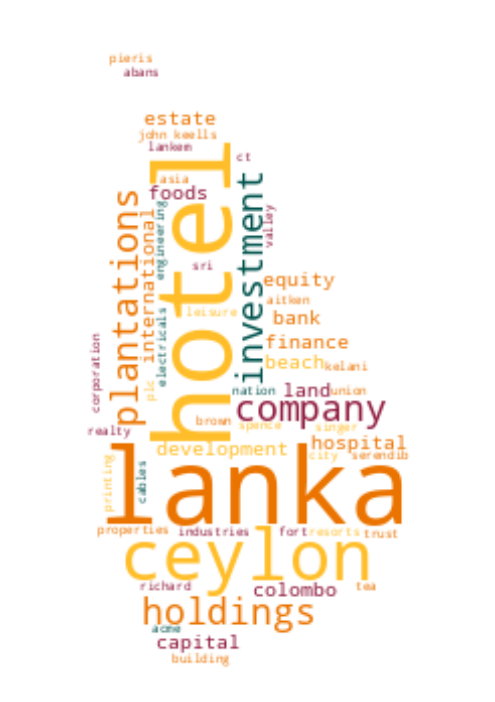 pieris
abans
estate
john keells
lankem
ct
asia
foods
hotel
investment
plantations
international
engineering
valley
sri
equity
aitken
leisure
bank
electricals
plc
finance
corporation
beach
kelani
nation
land
union
company
brown
spence
singer
realty
hospital
development
city
serendib
lanka
printing
cables
properties
industries
fort
resorts
trust
ceylon
richard
colombo
tea
holdings
acme
capital
building